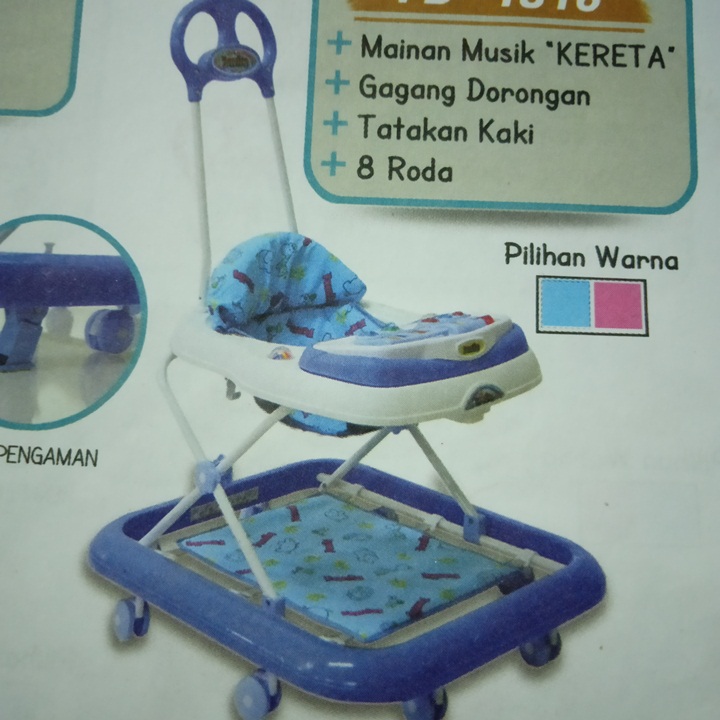 + Mainan Musik "KERETA"
+ Gagang Dorongan
+ Tatakan Kaki
+ 8 Roda
Pilihan Warna
PENGAMAN